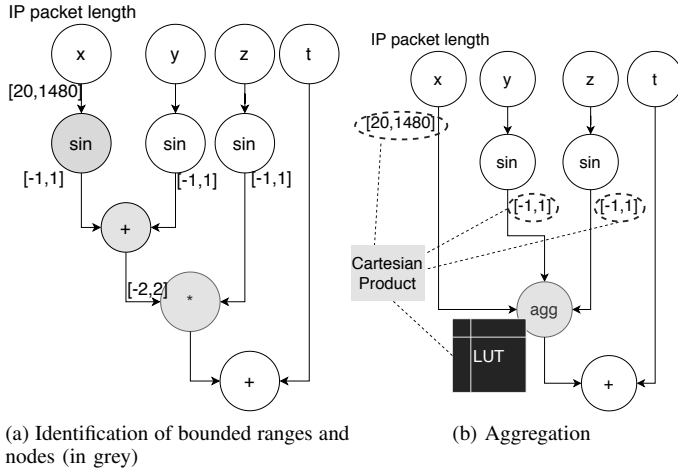 IP packet length
x
y
z
t
[20,1480]
sin
sin
sin
[-1,1]
[-1,1]
[-1,1]
+
[-2,2]
*
+
(a) Identification of bounded ranges and
nodes (in grey)
IP packet length
x
y
z
t
[20,1480]
sin
sin
[-1,1]
[-1,1]
Cartesian
Product
agg
LUT
+
(b) Aggregation